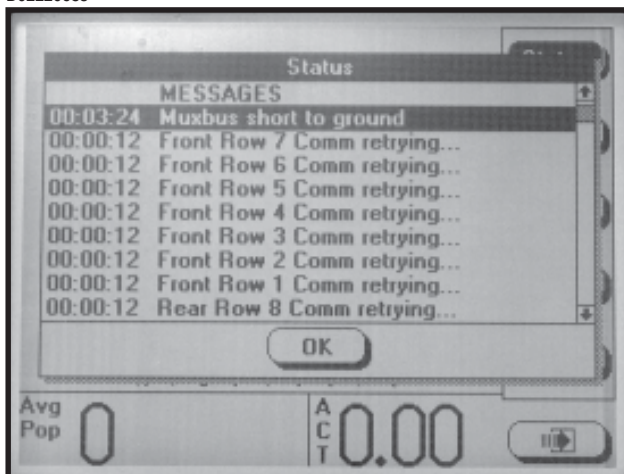 Status
MESSAGES
00:03:24 Muxbus short to ground
00:00:12 Front Row 7 Comm retrying...
00:00:12 Front Row 6 Comm retrying...
00:00:12 Front Row 5 Comm retrying...
00:00:12 Front Row 4 Comm retrying...
00:00:12 Front Row 3 Comm retrying...
00:00:12 Front Row 2 Comm retrying...
00:00:12 Front Row 1 Comm retrying...
00:00:12 Rear Row 8 Comm retrying...
OK
Avg Pop 0
ACT 0.00